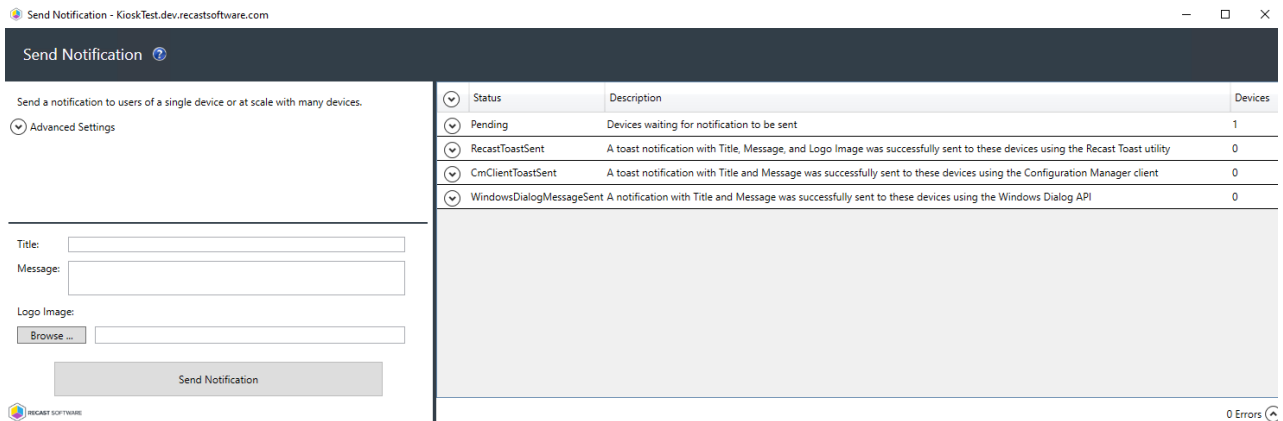 Send Notification - KioskTest.dev.recastsoftware.com
Send Notification
Send a notification to users of a single device or at scale with many devices.
Advanced Settings
Title:
Message:
Logo Image:
Browse ...
Send Notification
RECAST SOFTWARE
Status Description Devices
Pending Devices waiting for notification to be sent 1
RecastToastSent A toast notification with Title, Message, and Logo Image was successfully sent to these devices using the Recast Toast utility 0
CmClientToastSent A toast notification with Title and Message was successfully sent to these devices using the Configuration Manager client 0
WindowsDialogMessageSent A notification with Title and Message was successfully sent to these devices using the Windows Dialog API 0
0 Errors